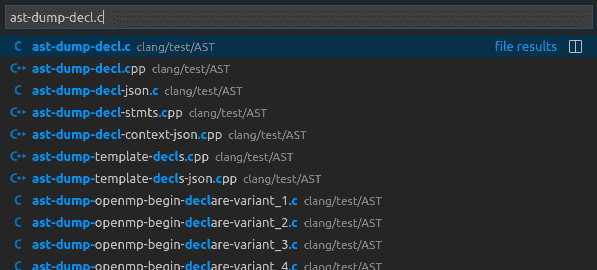 ast-dump-decl.c
C ast-dump-decl.c clang/test/AST file results
C++ ast-dump-decl.cpp clang/test/AST
C ast-dump-decl-json.c clang/test/AST
C++ ast-dump-decl-stmts.cpp clang/test/AST
C++ ast-dump-decl-context-json.cpp clang/test/AST
C++ ast-dump-template-decls.cpp clang/test/AST
C++ ast-dump-template-decls-json.cpp clang/test/AST
C ast-dump-openmp-begin-declare-variant_1.c clang/test/AST
C ast-dump-openmp-begin-declare-variant_2.c clang/test/AST
C ast-dump-openmp-begin-declare-variant_3.c clang/test/AST
C ast-dump-openmp-begin-declare-variant_4.c clang/test/AST